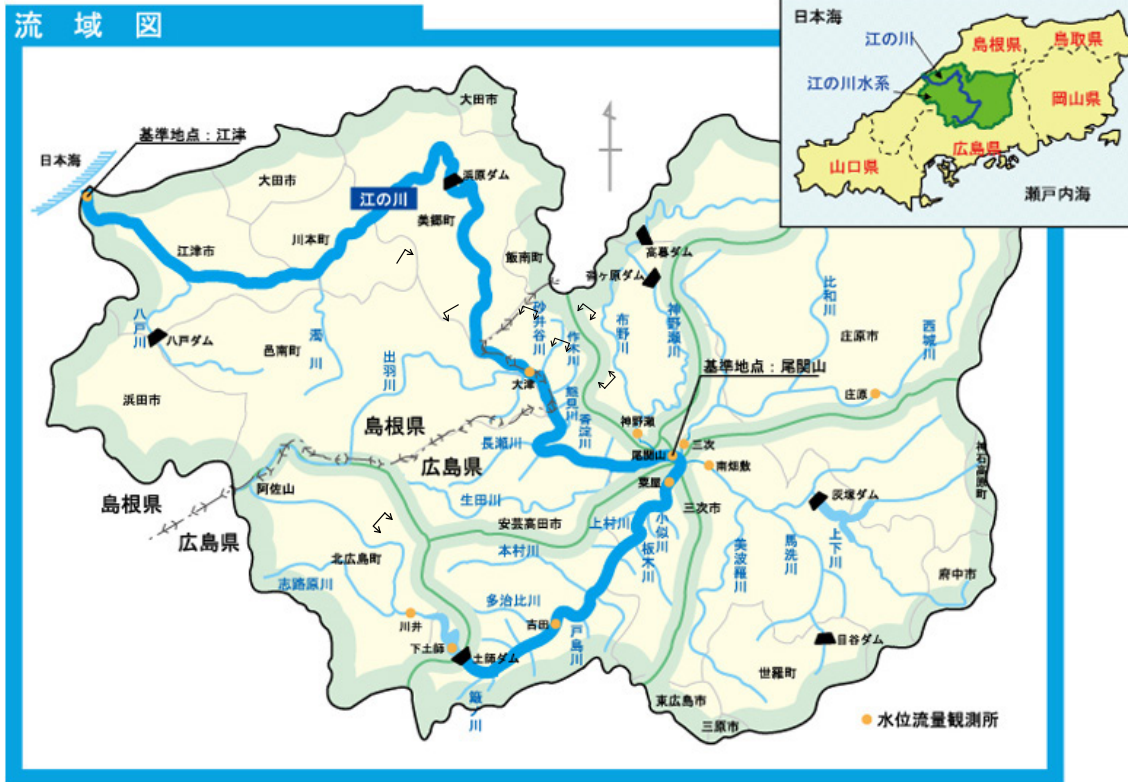 流域図
日本海
江の川
江の川水系
島根県
鳥取県
岡山県
広島県
山口県
瀬戸内海
大田市
基準地点：江津
日本海
大田市
浜原ダム
江の川
美郷町
江津市
川本町
飯南町
高暮ダム
神野瀬川
布野川
比和川
西城川
庄原市
砂井谷川
作木川
八戸川
八戸ダム
濁川
邑南町
出羽川
大津
基準地点：尾関山
庄原
浜田市
香淀川
神野瀬
三次
島根県
長瀬川
広島県
尾関山
南畑敷
粟屋
神石高原町
阿佐山
島根県
広島県
生田川
安芸高田市
上村川
小似川
三次市
灰塚ダム
板木川
美波羅川
馬洗川
上下川
本村川
北広島町
志路原川
府中市
多治比川
川井
吉田
戸島川
下土師
土師ダム
目谷ダム
世羅町
東広島市
三原市
水位流量観測所